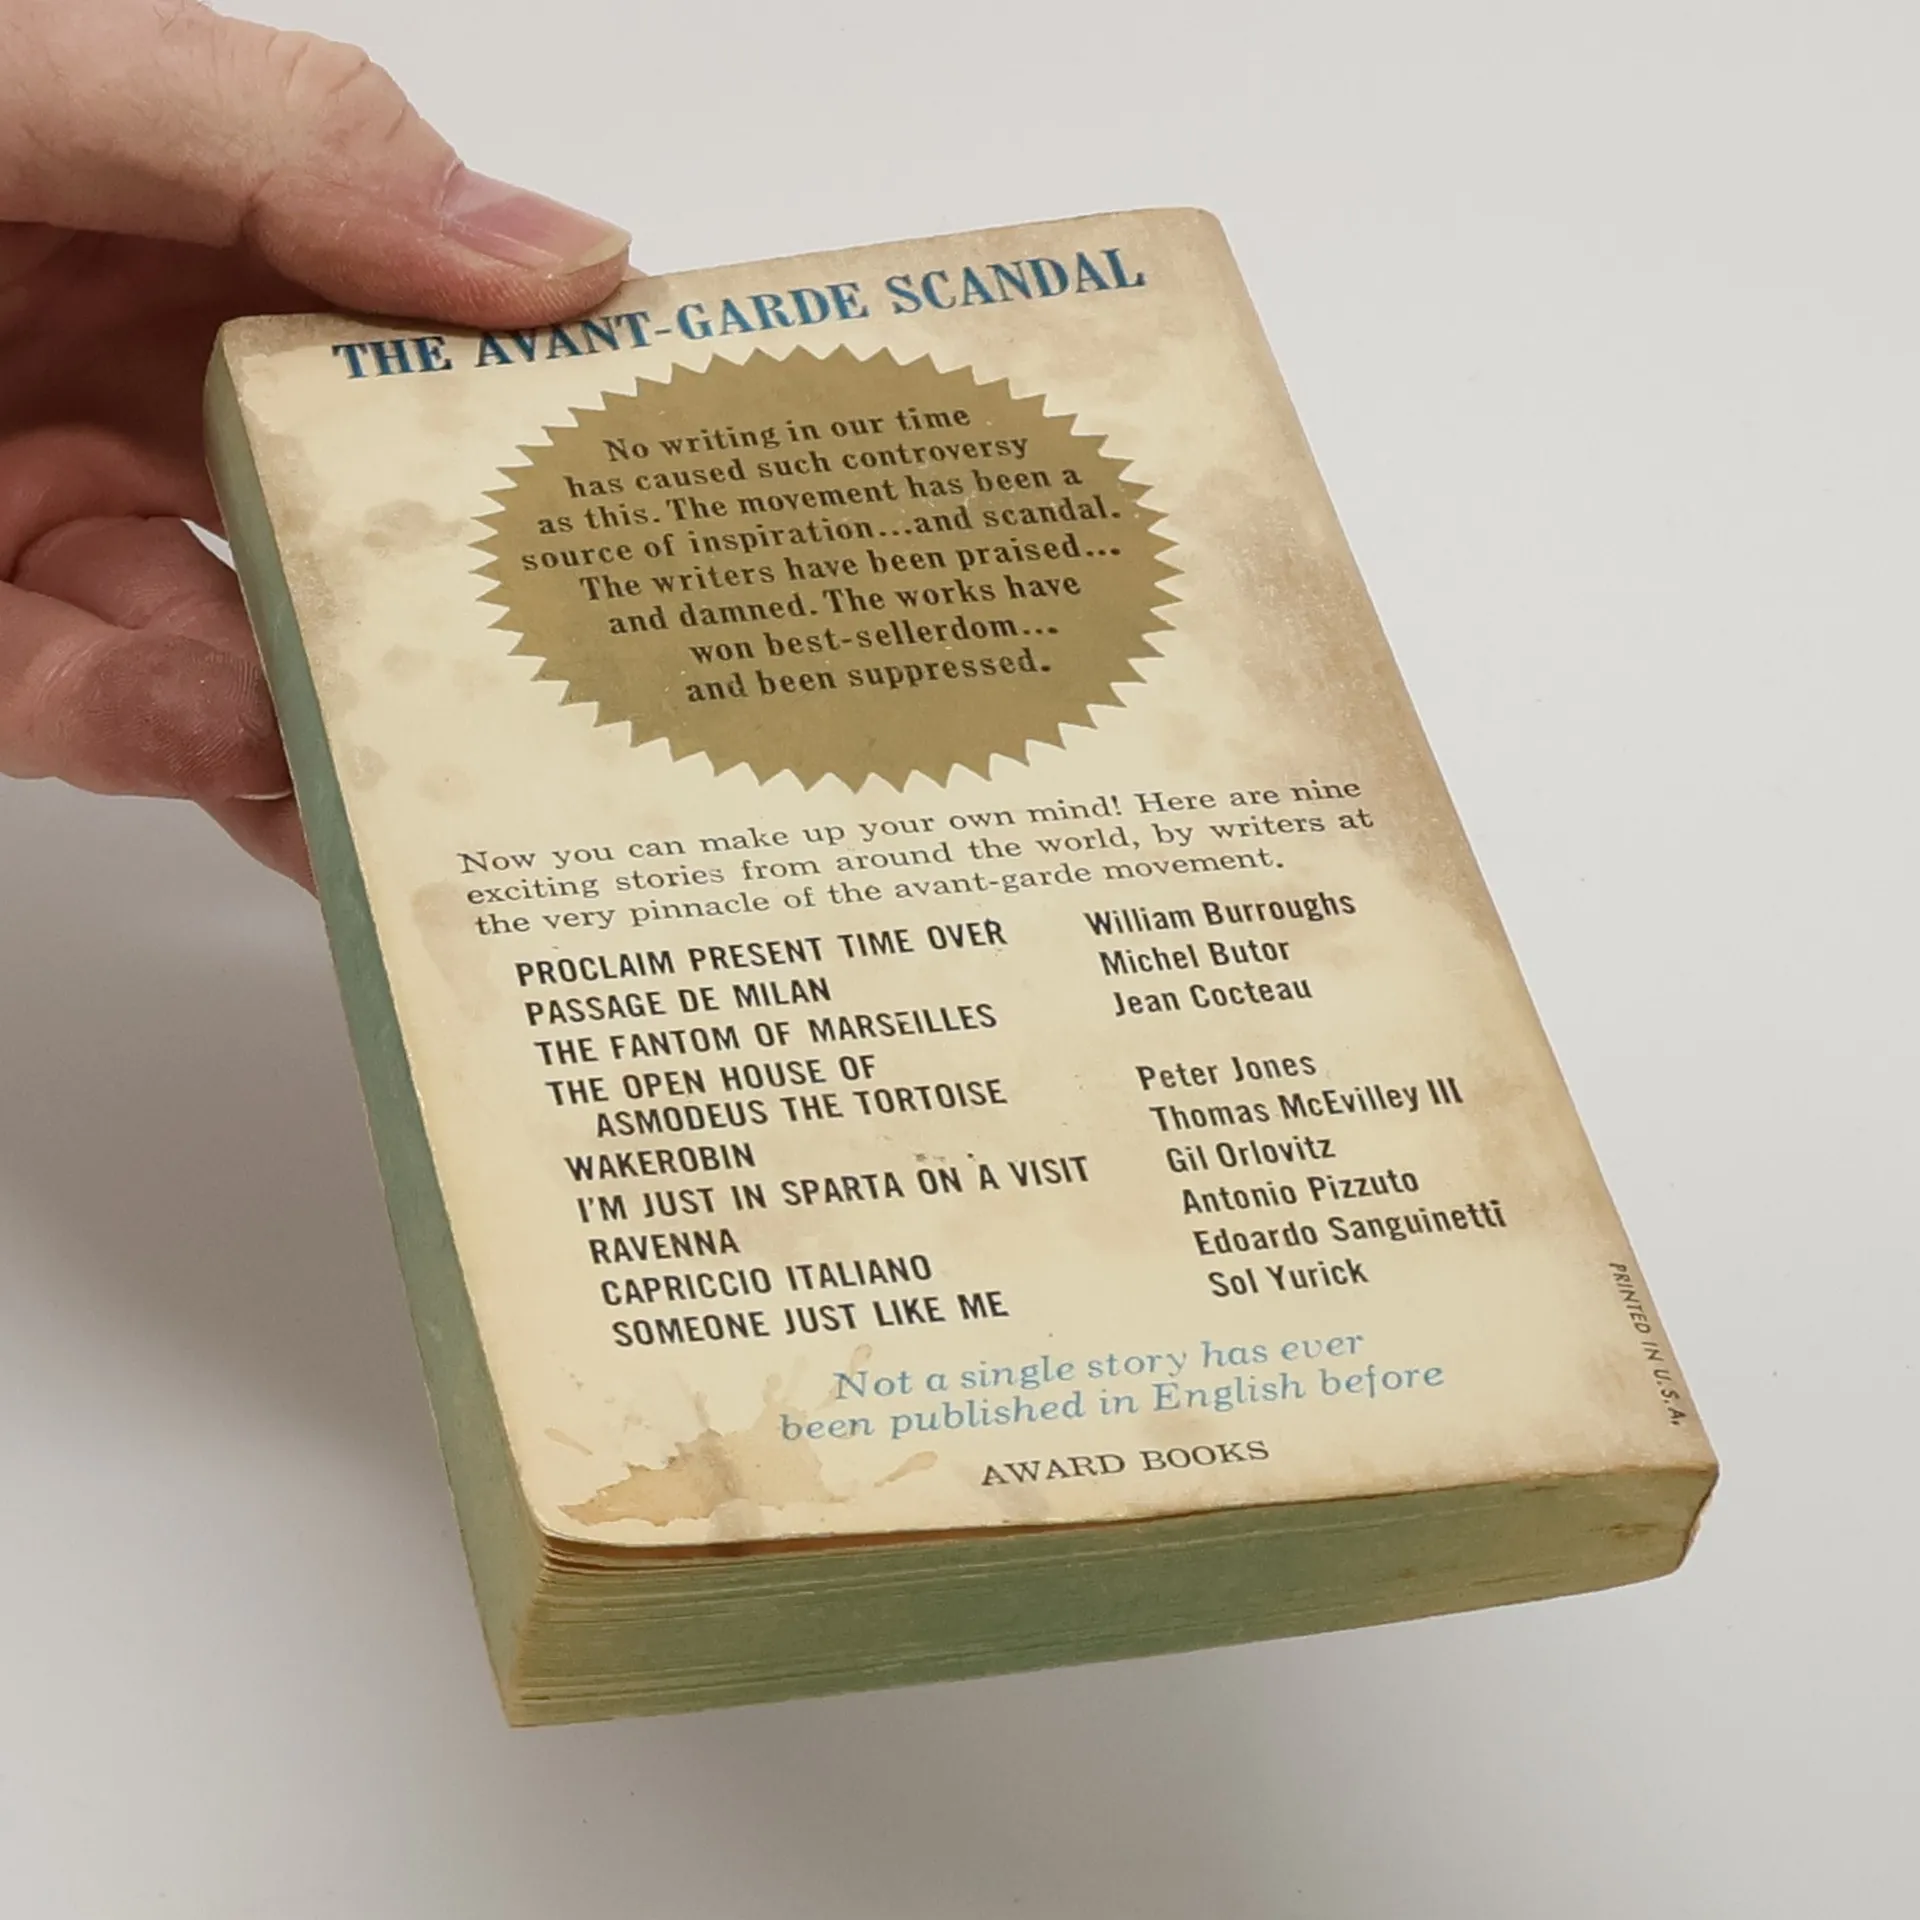 THE AVANT-GARDE SCANDAL
No writing in our time
has caused such controversy
as this. The movement has been a
source of inspiration...and scandal.
The writers have been praised...
and damned. The works have
won best-sellerdom...
and been suppressed.
Now you can make up your own mind! Here are nine
exciting stories from around the world, by writers at
the very pinnacle of the avant-garde movement.
PROCLAIM PRESENT TIME OVER William Burroughs
PASSAGE DE MILAN Michel Butor
THE FANTOM OF MARSEILLES Jean Cocteau
THE OPEN HOUSE OF
ASMODEUS THE TORTOISE Peter Jones
WAKEROBIN Thomas McEvilley III
I'M JUST IN SPARTA ON A VISIT Gil Orlovitz
RAVENNA Antonio Pizzuto
CAPRICCIO ITALIANO Edoardo Sanguinetti
SOMEONE JUST LIKE ME Sol Yurick
Not a single story has ever
been published in English before
AWARD BOOKS
PRINTED IN U.S.A.